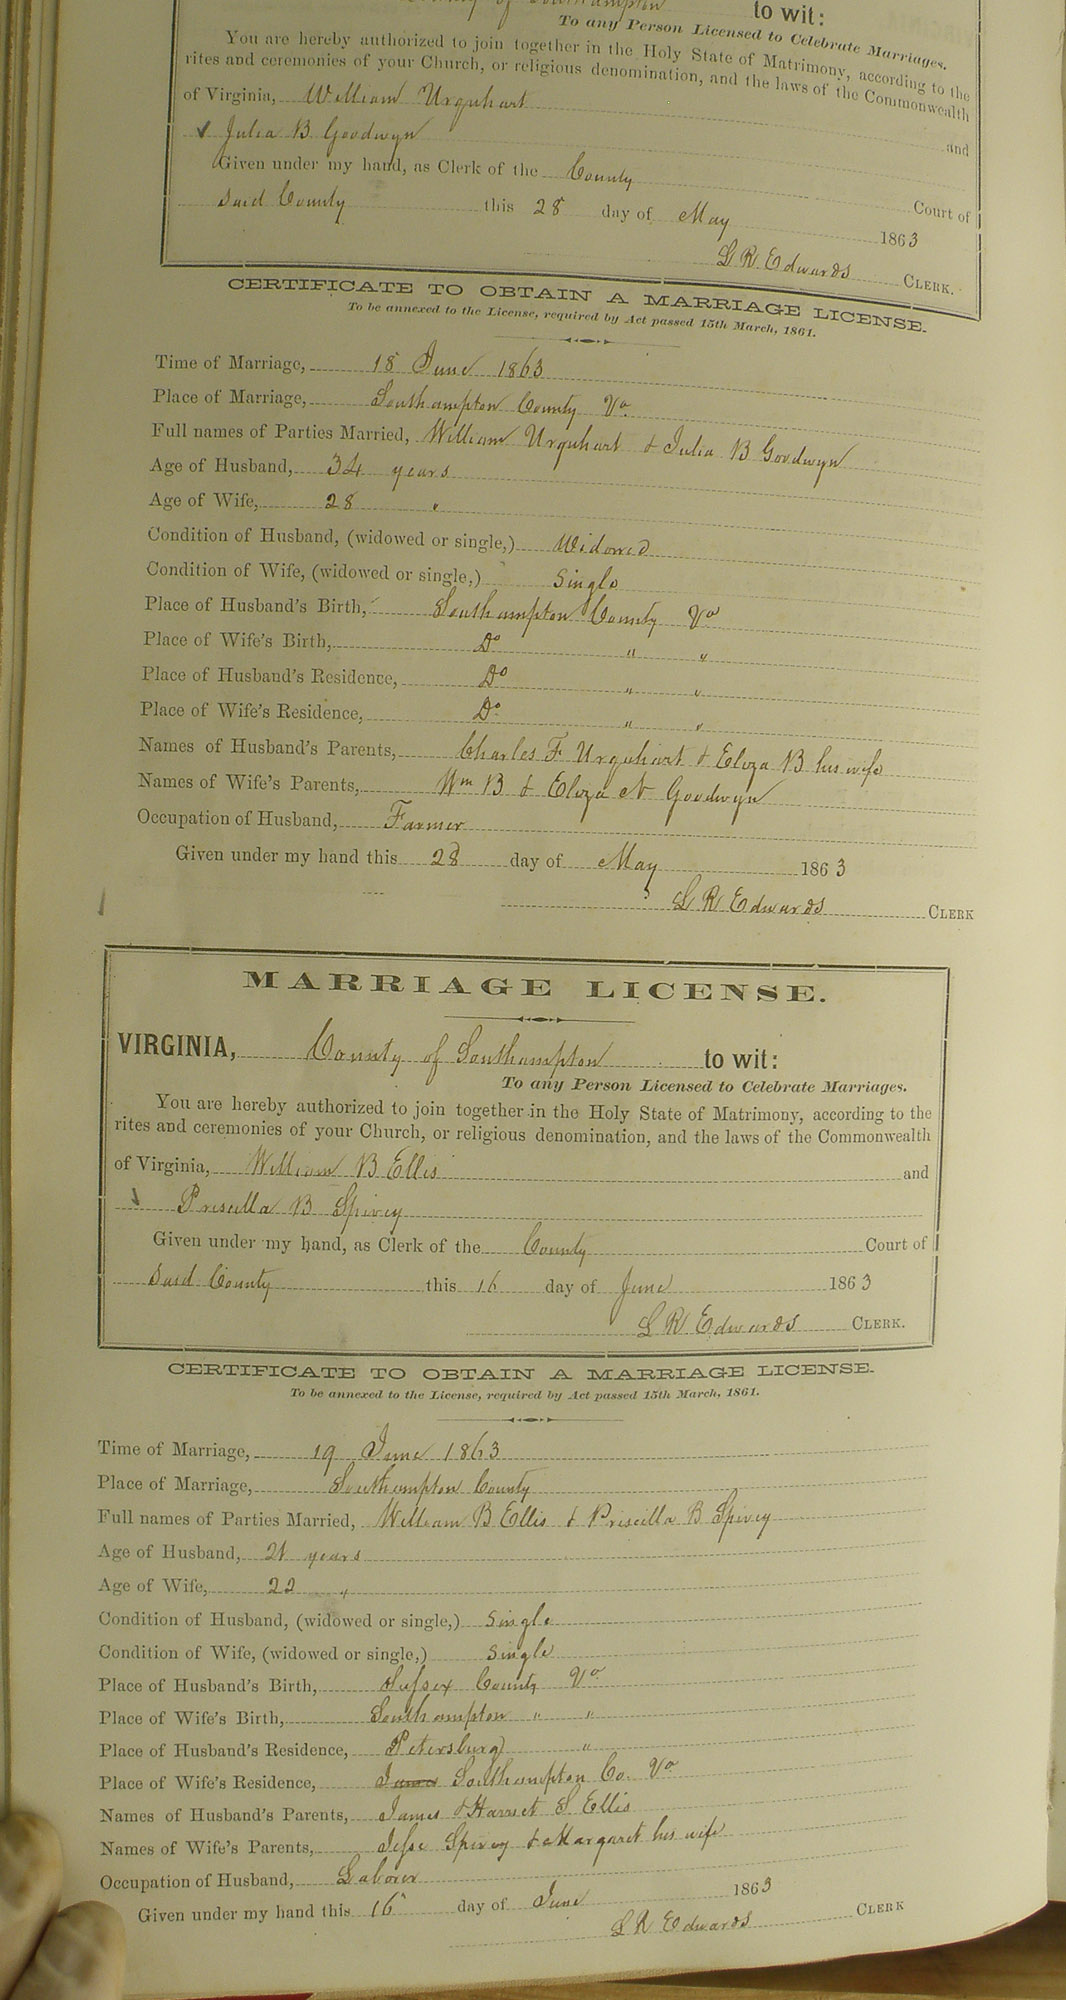 County of Southampton to wit:
To any Person Licensed to Celebrate Marriages.
You are hereby authorized to join together in the Holy State of Matrimony, according to the
rites and ceremonies of your Church, or religious denomination, and the laws of the Commonwealth
of Virginia, William Urquhart and
Julia B Goodwyn
Given under my hand, as Clerk of the County Court of
said County this 28 day of May 1863
L R Edwards CLERK.
CERTIFICATE TO OBTAIN A MARRIAGE LICENSE.
To be annexed to the License, required by Act passed 15th March, 1861.
Time of Marriage, 18 June 1863
Place of Marriage, Southampton County Va
Full names of Parties Married, William Urquhart & Julia B Goodwyn
Age of Husband, 34 years
Age of Wife, 28 "
Condition of Husband, (widowed or single,) Widowed
Condition of Wife, (widowed or single,) Single
Place of Husband's Birth, Southampton County Va
Place of Wife's Birth, Do " "
Place of Husband's Residence, Do " "
Place of Wife's Residence, Do " "
Names of Husband's Parents, Charles F Urquhart & Eliza B his wife
Names of Wife's Parents, Wm B & Eliza N Goodwyn
Occupation of Husband, Farmer
Given under my hand this 28 day of May 1863
L R Edwards CLERK
MARRIAGE LICENSE.
VIRGINIA, County of Southampton to wit:
To any Person Licensed to Celebrate Marriages.
You are hereby authorized to join together in the Holy State of Matrimony, according to the
rites and ceremonies of your Church, or religious denomination, and the laws of the Commonwealth
of Virginia, William B Ellis and
Priscilla B Spivey
Given under my hand, as Clerk of the County Court of
said County this 16 day of June 1863
L R Edwards CLERK.
CERTIFICATE TO OBTAIN A MARRIAGE LICENSE.
To be annexed to the License, required by Act passed 15th March, 1861.
Time of Marriage, 19 June 1863
Place of Marriage, Southampton County
Full names of Parties Married, William B Ellis & Priscilla B Spivey
Age of Husband, 21 years
Age of Wife, 22 "
Condition of Husband, (widowed or single,) Single
Condition of Wife, (widowed or single,) Single
Place of Husband's Birth, Sussex County Va
Place of Wife's Birth, Southampton " "
Place of Husband's Residence, Petersburg "
Place of Wife's Residence, Southampton Co. Va
Names of Husband's Parents, James & Harriet S Ellis
Names of Wife's Parents, Jesse Spivey & Margaret his wife
Occupation of Husband, Laborer
Given under my hand this 16 day of June 1863
L R Edwards CLERK